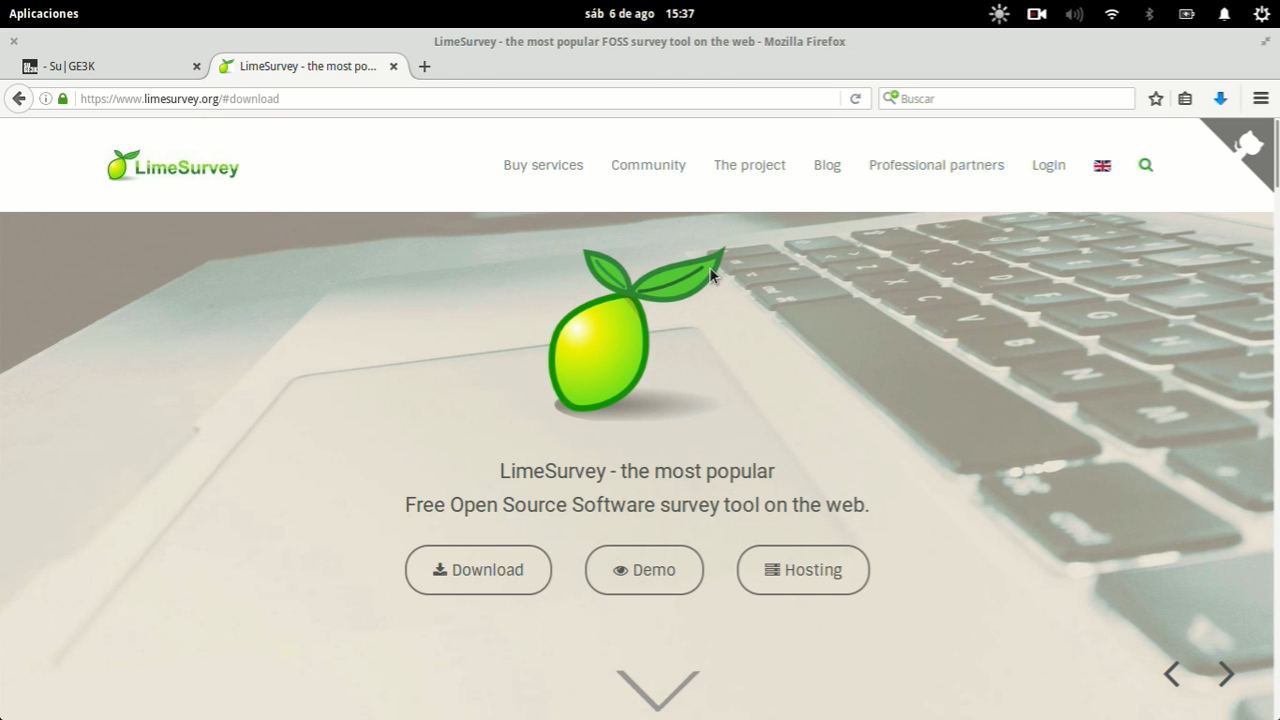 Aplicaciones
sáb 6 de ago 15:37
LimeSurvey - the most popular FOSS survey tool on the web - Mozilla Firefox
- Su|GE3K
LimeSurvey - the most po...
https://www.limesurvey.org/#download
Buscar
LimeSurvey
Buy services
Community
The project
Blog
Professional partners
Login
LimeSurvey - the most popular
Free Open Source Software survey tool on the web.
Download
Demo
Hosting